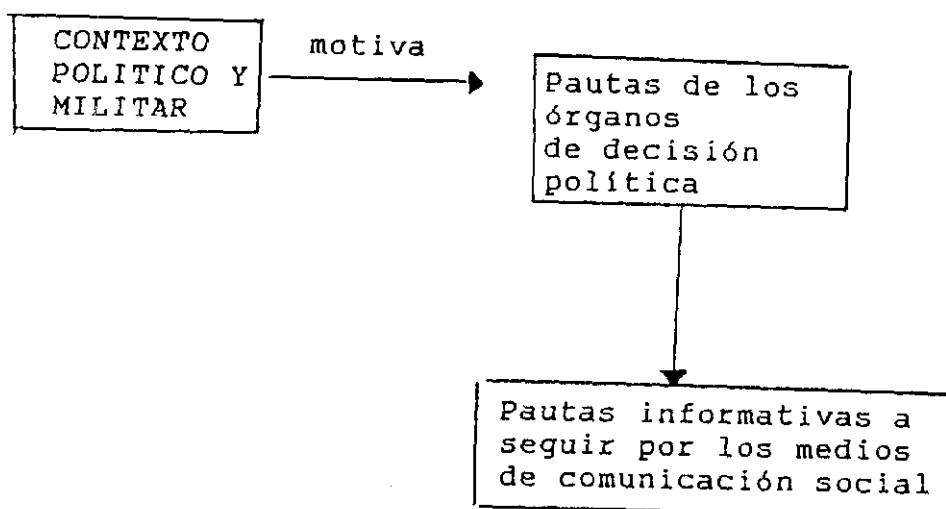 CONTEXTO
POLITICO Y
MILITAR
motiva
Pautas de los
órganos
de decisión
política
Pautas informativas a
seguir por los medios
de comunicación social